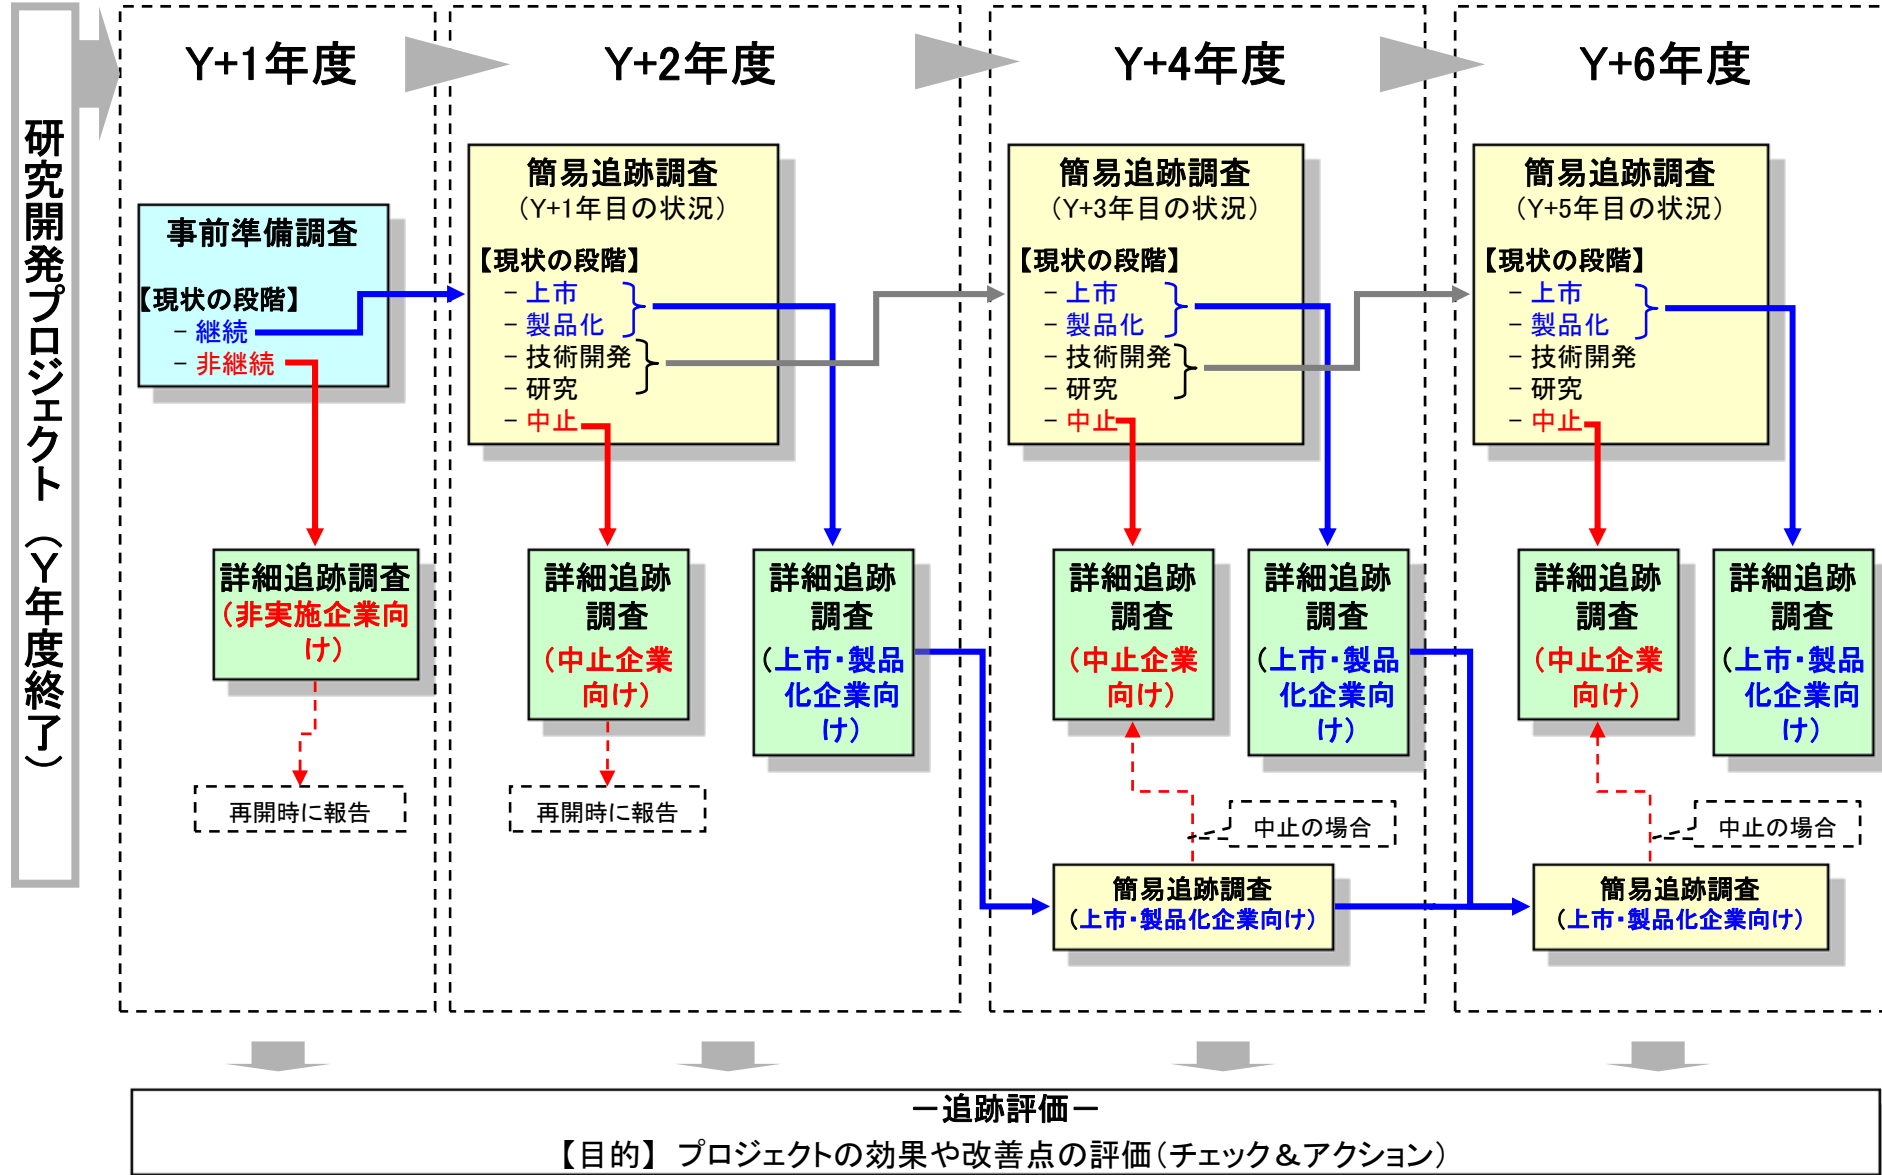 研究開発プロジェクト（Ｙ年度終了）
Y+1年度
Y+2年度
Y+4年度
Y+6年度
事前準備調査
【現状の段階】
－ 継続
－ 非継続
詳細追跡調査
（非実施企業向
け）
再開時に報告
簡易追跡調査
（Y+1年目の状況）
【現状の段階】
－ 上市
－ 製品化
－ 技術開発
－ 研究
－ 中止
詳細追跡
調査
（中止企業
向け）
再開時に報告
詳細追跡
調査
（上市・製品
化企業向
け）
簡易追跡調査
（Y+3年目の状況）
【現状の段階】
－ 上市
－ 製品化
－ 技術開発
－ 研究
－ 中止
詳細追跡
調査
（中止企業
向け）
詳細追跡
調査
（上市・製品
化企業向
け）
中止の場合
簡易追跡調査
（上市・製品化企業向け）
簡易追跡調査
（Y+5年目の状況）
【現状の段階】
－ 上市
－ 製品化
－ 技術開発
－ 研究
－ 中止
詳細追跡
調査
（中止企業
向け）
詳細追跡
調査
（上市・製品
化企業向
け）
中止の場合
簡易追跡調査
（上市・製品化企業向け）
－追跡評価－
【目的】 プロジェクトの効果や改善点の評価（チェック＆アクション）